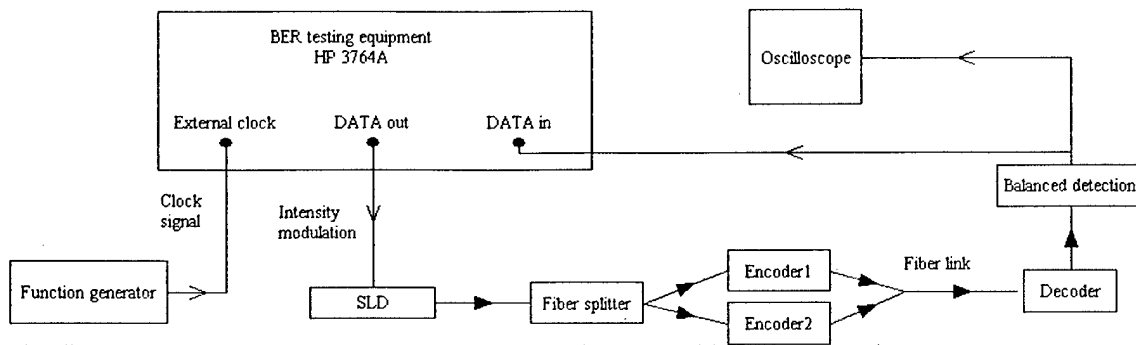 BER testing equipment
HP 3764A
Oscilloscope
External clock
DATA out
DATA in
Clock
signal
Intensity
modulation
Balanced detection
Function generator
SLD
Fiber splitter
Encoder1
Encoder2
Fiber link
Decoder